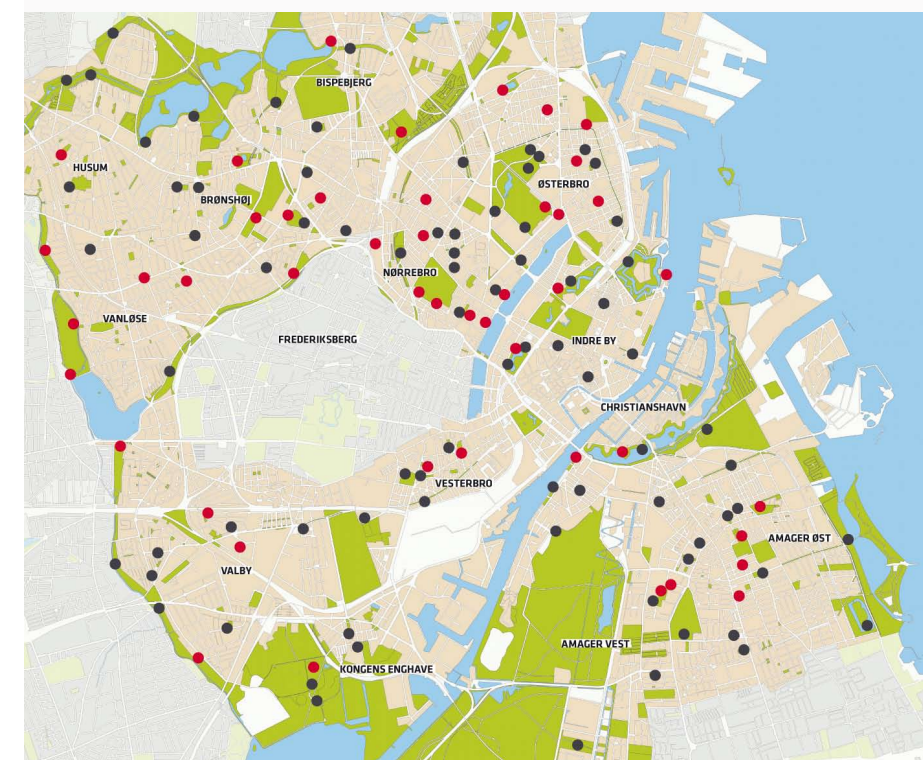 BISPEBJERG
HUSUM
ØSTERBRO
BRØNSHØJ
NØRREBRO
VANLØSE
FREDERIKSBERG
INDRE BY
CHRISTIANSHAVN
VESTERBRO
AMAGER ØST
VALBY
AMAGER VEST
KONGENS ENGHAVE